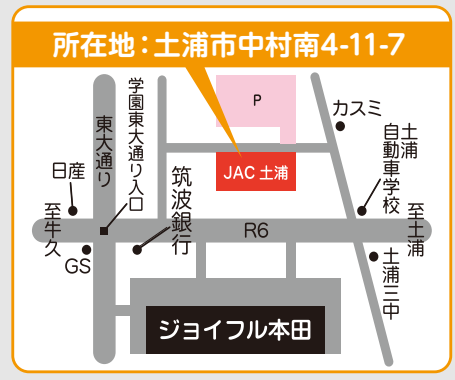 所在地：土浦市中村南4-11-7
P
学園東大通り入口
カスミ
東大通り
土浦
自動車学校
日産
JAC 土浦
筑波銀行
至牛久
至土浦
R6
GS
土浦三中
ジョイフル本田